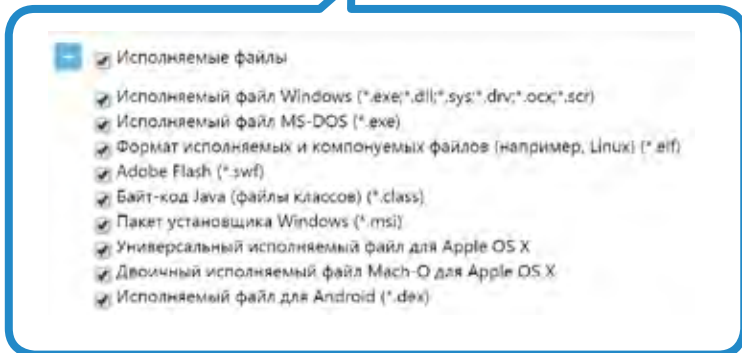 Исполняемые файлы
Исполняемый файл Windows (*.exe;*.dll;*.sys;*.drv;*.ocx;*.scr)
Исполняемый файл MS-DOS (*.exe)
Формат исполняемых и компонуемых файлов (например, Linux) (*.elf)
Adobe Flash (*.swf)
Байт-код Java (файлы классов) (*.class)
Пакет установщика Windows (*.msi)
Универсальный исполняемый файл для Apple OS X
Двоичный исполняемый файл Mach-O для Apple OS X
Исполняемый файл для Android (*.dex)